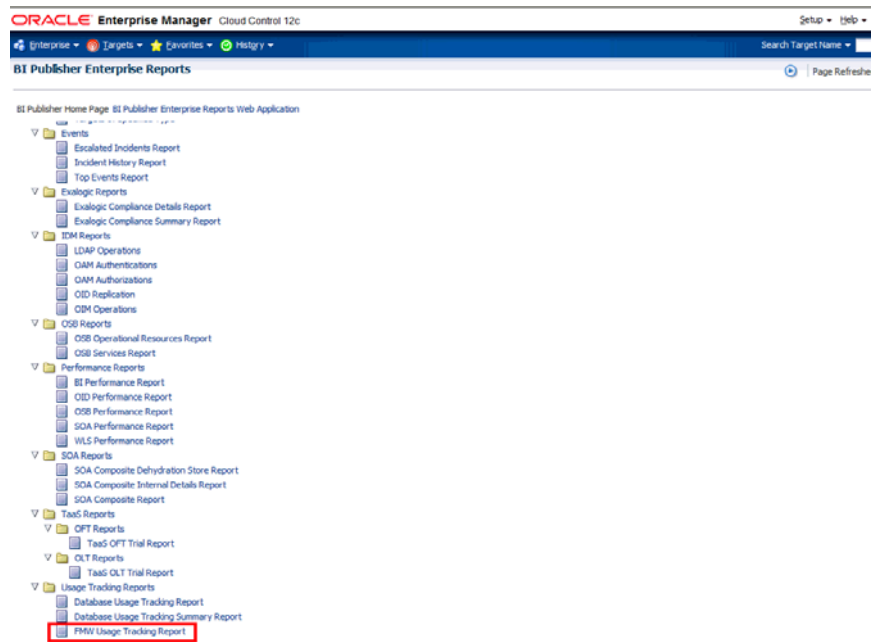 ORACLE Enterprise Manager Cloud Control 12c Setup Help
Enterprise Targets Favorites History Search Target Name
BI Publisher Enterprise Reports Page Refreshe
BI Publisher Home Page BI Publisher Enterprise Reports Web Application
Events
Escalated Incidents Report
Incident History Report
Top Events Report
Exalogic Reports
Exalogic Compliance Details Report
Exalogic Compliance Summary Report
IDM Reports
LDAP Operations
OAM Authentications
OAM Authorizations
OID Replication
OIM Operations
OSB Reports
OSB Operational Resources Report
OSB Services Report
Performance Reports
BI Performance Report
OID Performance Report
OSB Performance Report
SOA Performance Report
WLS Performance Report
SOA Reports
SOA Composite Dehydration Store Report
SOA Composite Internal Details Report
SOA Composite Report
TaaS Reports
OFT Reports
TaaS OFT Trial Report
OLT Reports
TaaS OLT Trial Report
Usage Tracking Reports
Database Usage Tracking Report
Database Usage Tracking Summary Report
FMW Usage Tracking Report